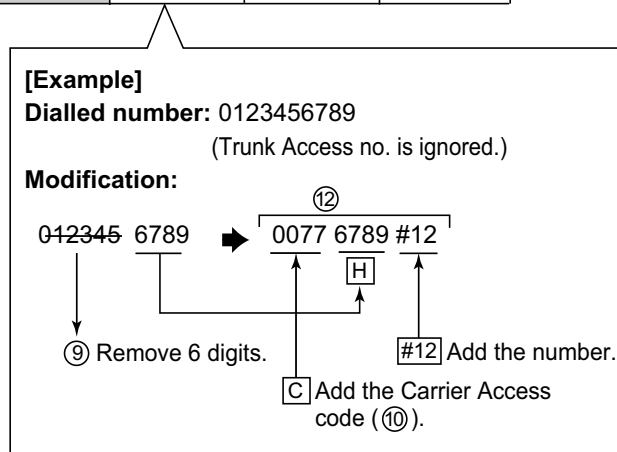 [Example]
Dialled number: 0123456789
(Trunk Access no. is ignored.)
Modification:
⑫
012345 6789 0077 6789 #12
H
⑨ Remove 6 digits. #12 Add the number.
C Add the Carrier Access
code (⑩).